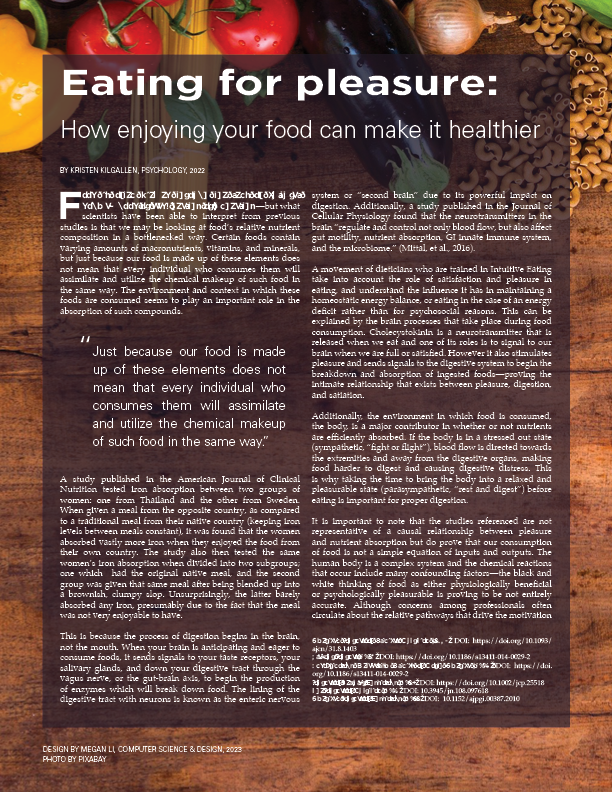 Eating for pleasure:
How enjoying your food can make it healthier
BY KRISTEN KILGALLEN, PSYCHOLOGY, 2022
—but what
scientists have been able to interpret from previous
studies is that we may be looking at food's relative nutrient
composition in a bottlenecked way. Certain foods contain
varying amounts of macronutrients, vitamins, and minerals,
but just because our food is made up of these elements does
not mean that every individual who consumes them will
assimilate and utilize the chemical makeup of such food in
the same way. The environment and context in which these
foods are consumed seems to play an important role in the
absorption of such compounds.
"
Just because our food is made
up of these elements does not
mean that every individual who
consumes them will assimilate
and utilize the chemical makeup
of such food in the same way."
A study published in the American Journal of Clinical
Nutrition tested iron absorption between two groups of
women: one from Thailand and the other from Sweden.
When given a meal from the opposite country, as compared
to a traditional meal from their native country (keeping iron
levels between meals constant), it was found that the women
absorbed vastly more iron when they enjoyed the food from
their own country. The study also then tested the same
women's iron absorption when divided into two subgroups;
one which had the original native meal, and the second
group was given that same meal after being blended up into
a brownish, clumpy slop. Unsurprisingly, the latter barely
absorbed any iron, presumably due to the fact that the meal
was not very enjoyable to have.
This is because the process of digestion begins in the brain,
not the mouth. When your brain is anticipating and eager to
consume foods, it sends signals to your taste receptors, your
salivary glands, and down your digestive tract through the
vagus nerve, or the gut-brain axis, to begin the production
of enzymes which will break down food. The lining of the
digestive tract with neurons is known as the enteric nervous
system or "second brain" due to its powerful impact on
digestion. Additionally, a study published in the Journal of
Cellular Physiology found that the neurotransmitters in the
brain "regulate and control not only blood flow, but also affect
gut motility, nutrient absorption, GI innate immune system,
and the microbiome," (Mittal, et al., 2016).
A movement of dieticians who are trained in Intuitive Eating
take into account the role of satisfaction and pleasure in
eating, and understand the influence it has in maintaining a
homeostatic energy balance, or eating in the case of an energy
deficit rather than for psychosocial reasons. This can be
explained by the brain processes that take place during food
consumption. Cholecystokinin is a neurotransmitter that is
released when we eat and one of its roles is to signal to our
brain when we are full or satisfied. However it also stimulates
pleasure and sends signals to the digestive system to begin the
breakdown and absorption of ingested foods—proving the
intimate relationship that exists between pleasure, digestion,
and satiation.
Additionally, the environment in which food is consumed,
the body, is a major contributor in whether or not nutrients
are efficiently absorbed. If the body is in a stressed out state
(sympathetic, "fight or flight"), blood flow is directed towards
the extremities and away from the digestive organs, making
food harder to digest and causing digestive distress. This
is why taking the time to bring the body into a relaxed and
pleasurable state (parasympathetic, "rest and digest") before
eating is important for proper digestion.
It is important to note that the studies referenced are not
representative of a causal relationship between pleasure
and nutrient absorption but do prove that our consumption
of food is not a simple equation of inputs and outputs. The
human body is a complex system and the chemical reactions
that occur include many confounding factors—the black and
white thinking of food as either physiologically beneficial
or psychologically pleasurable is proving to be not entirely
accurate. Although concerns among professionals often
circulate about the relative pathways that drive the motivation
DOI: https://doi.org/10.1093/
ajcn/31.8.1403
DOI: https://doi.org/10.1186/s13411-014-0029-2
DOI: https://doi.
org/10.1186/s13411-014-0029-2
DOI: https://doi.org/10.1002/jcp.25518
DOI: 10.3945/jn.108.097618
DOI: 10.1152/ajpgi.00387.2010
DESIGN BY MEGAN LI, COMPUTER SCIENCE & DESIGN, 2023
PHOTO BY PIXABAY